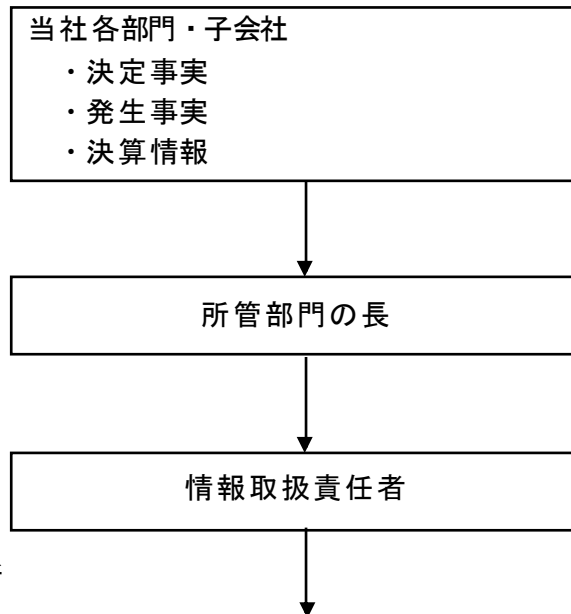 当社各部門・子会社
・決定事実
・発生事実
・決算情報
所管部門の長
情報取扱責任者